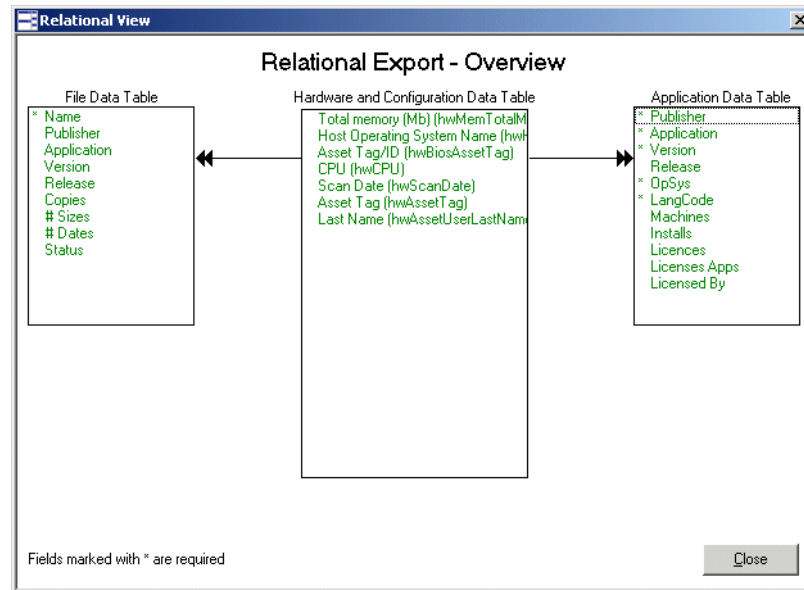 Relational View
Relational Export - Overview
File Data Table
* Name
Publisher
Application
Version
Release
Copies
# Sizes
# Dates
Status
Hardware and Configuration Data Table
Total memory (Mb) (hwMemTotalM
Host Operating System Name (hwH
Asset Tag/ID (hwBiosAssetTag)
CPU (hwCPU)
Scan Date (hwScanDate)
Asset Tag (hwAssetTag)
Last Name (hwAssetUserLastName
Application Data Table
* Publisher
* Application
* Version
Release
* OpSys
* LangCode
Machines
Installs
Licences
Licenses Apps
Licensed By
Fields marked with * are required
Close